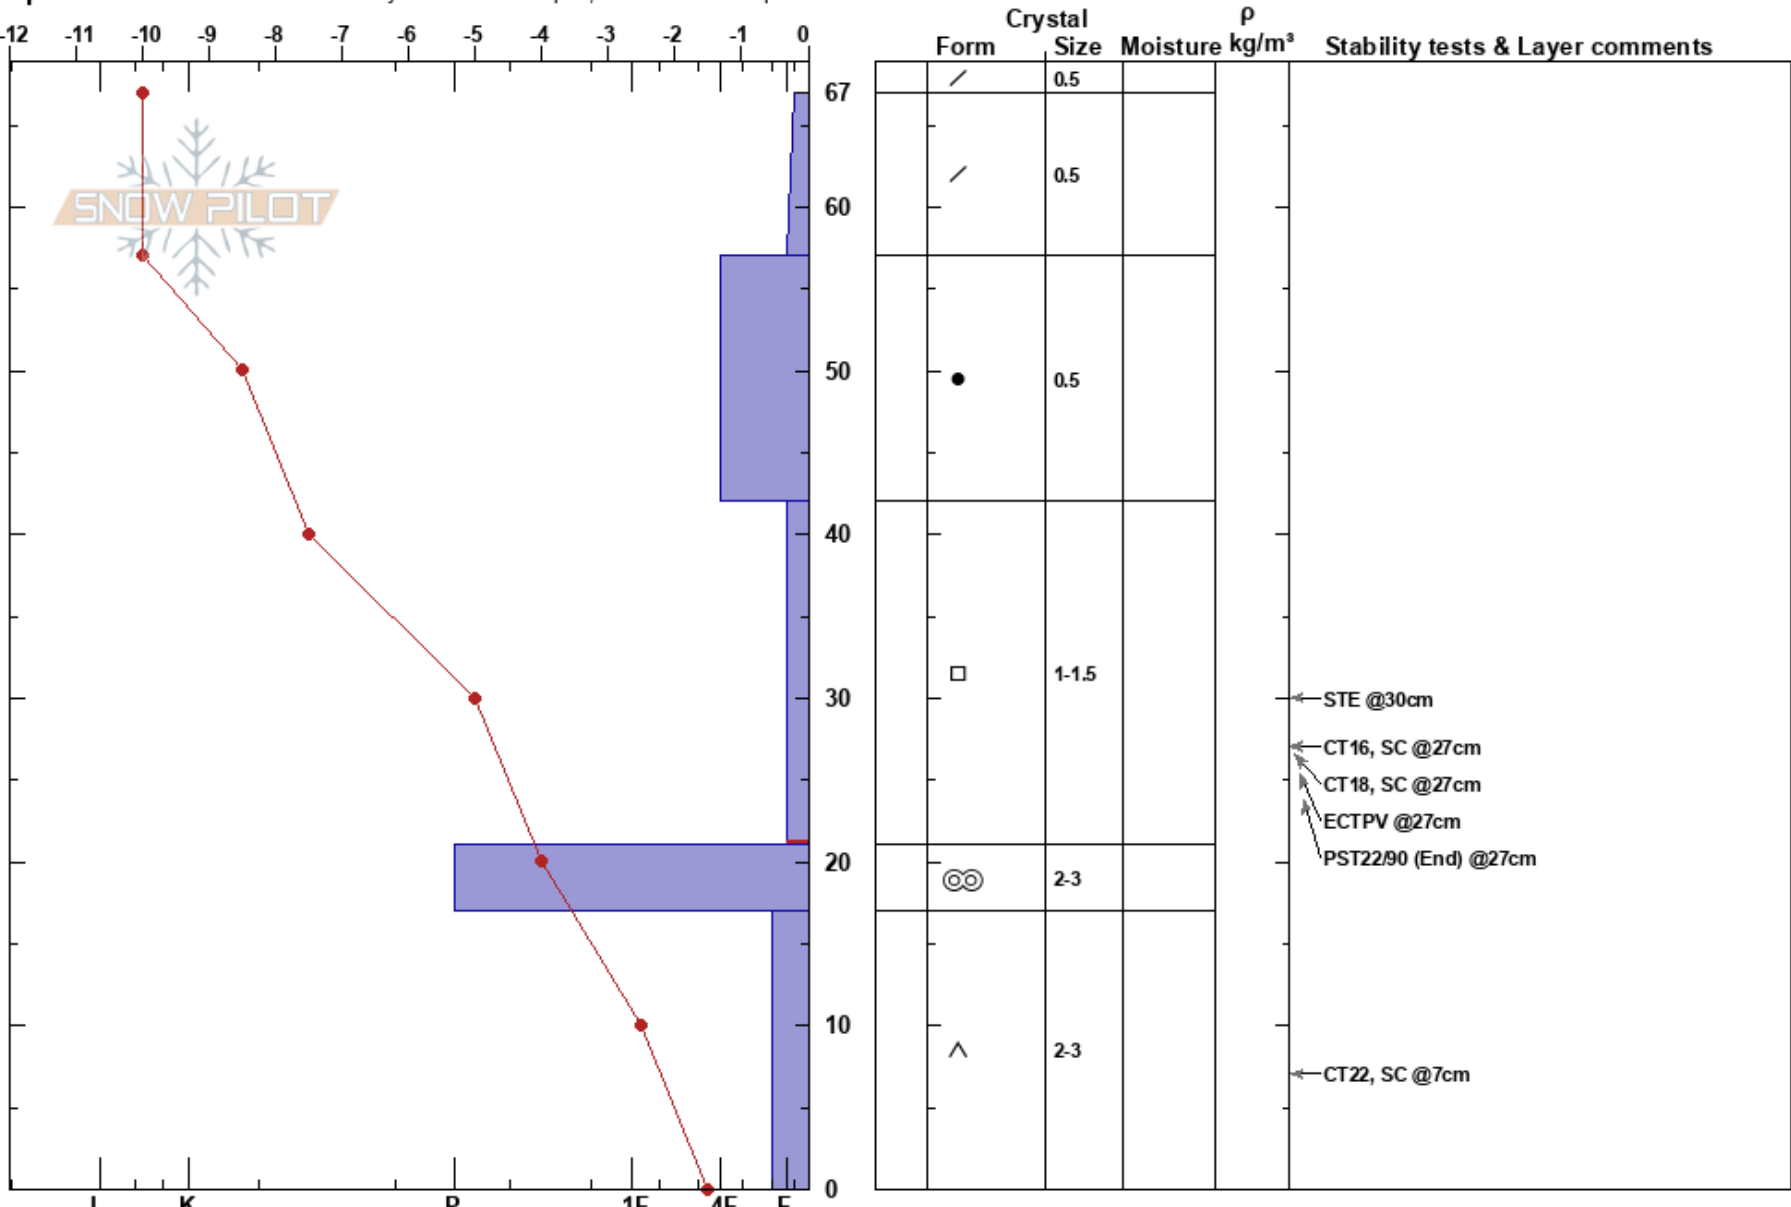 Crystal ρ
-12 -11 -10 -9 -8 -7 -6 -5 -4 -3 -2 -1 0 Form Size Moisture kg/m³ Stability tests & Layer comments
0.5
67
0.5
SNOW PILOT 60
50 0.5
40
1-1.5
30 STE @30cm
CT16, SC @27cm
CT18, SC @27cm
ECTPV @27cm
20 PST22/90 (End) @27cm
2-3
10
2-3
CT22, SC @7cm
0
I K P 1F 4F F